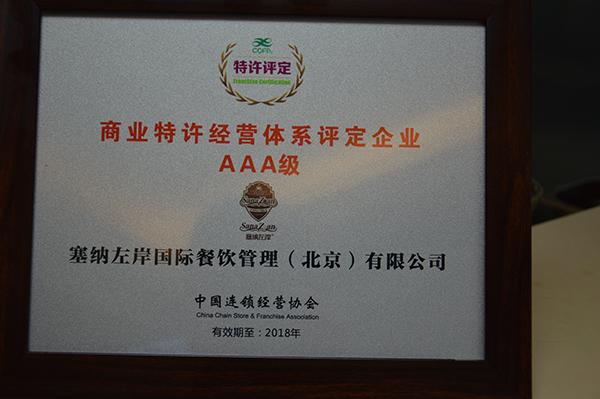 CCFA
特许评定
Franchise Certification
商业特许经营体系评定企业
AAA级
SanaZ an
塞纳左岸
塞纳左岸国际餐饮管理（北京）有限公司
中国连锁经营协会
China Chain Store & Franchise Association
有效期至：2018年